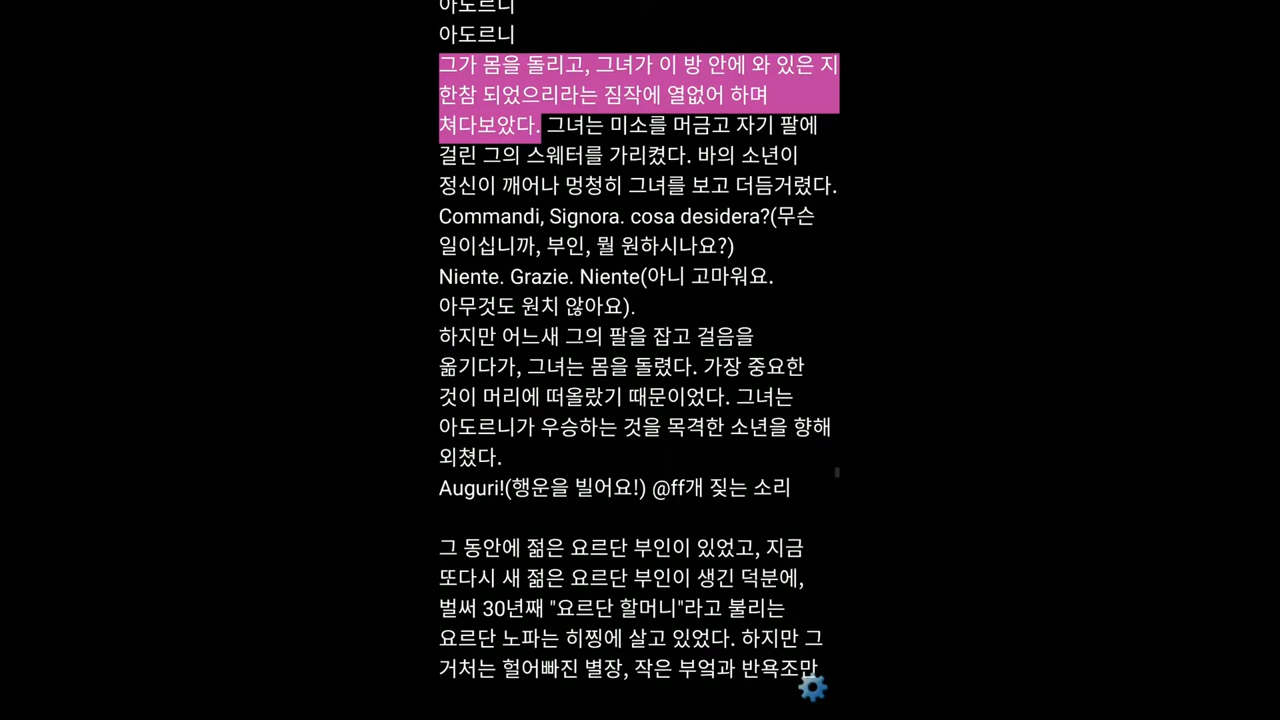 아도르니
아도르니
그가 몸을 돌리고, 그녀가 이 방 안에 와 있은 지
한참 되었으리라는 짐작에 열없어 하며
쳐다보았다. 그녀는 미소를 머금고 자기 팔에
걸린 그의 스웨터를 가리켰다. 바의 소년이
정신이 깨어나 멍청히 그녀를 보고 더듬거렸다.
Commandi, Signora. cosa desidera?(무슨
일이십니까, 부인, 뭘 원하시나요?)
Niente. Grazie. Niente(아니 고마워요.
아무것도 원치 않아요).
하지만 어느새 그의 팔을 잡고 걸음을
옮기다가, 그녀는 몸을 돌렸다. 가장 중요한
것이 머리에 떠올랐기 때문이었다. 그녀는
아도르니가 우승하는 것을 목격한 소년을 향해
외쳤다.
Auguri!(행운을 빌어요!) @ff개 짖는 소리
그 동안에 젊은 요르단 부인이 있었고, 지금
또다시 새 젊은 요르단 부인이 생긴 덕분에,
벌써 30년째 "요르단 할머니"라고 불리는
요르단 노파는 히찡에 살고 있었다. 하지만 그
거처는 헐어빠진 별장, 작은 부엌과 반욕조만